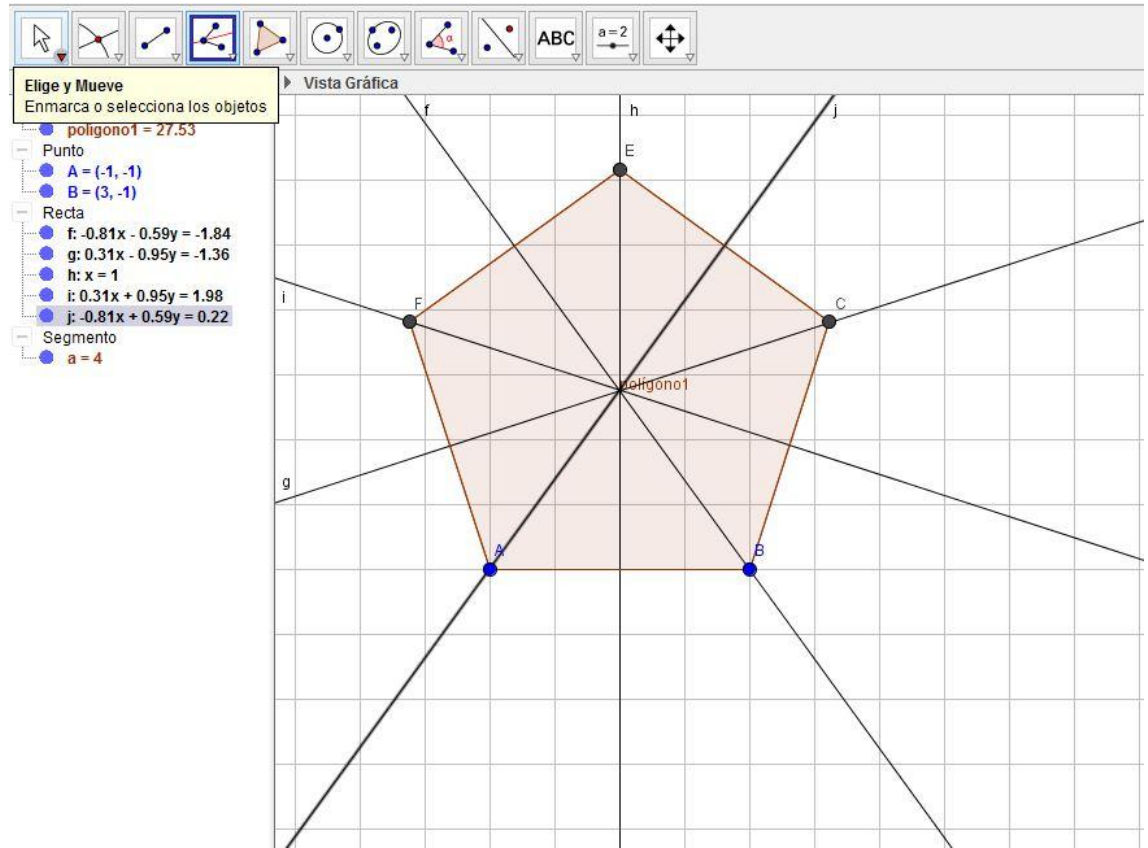 ABC
a=2
α
Elige y Mueve
Enmarca o selecciona los objetos
Vista Gráfica
polígono1 = 27.53
Punto
A = (-1, -1)
B = (3, -1)
Recta
f: -0.81x - 0.59y = -1.84
g: 0.31x - 0.95y = -1.36
h: x = 1
i: 0.31x + 0.95y = 1.98
j: -0.81x + 0.59y = 0.22
Segmento
a = 4
f
h
j
E
i
F
C
polígono1
g
A
B